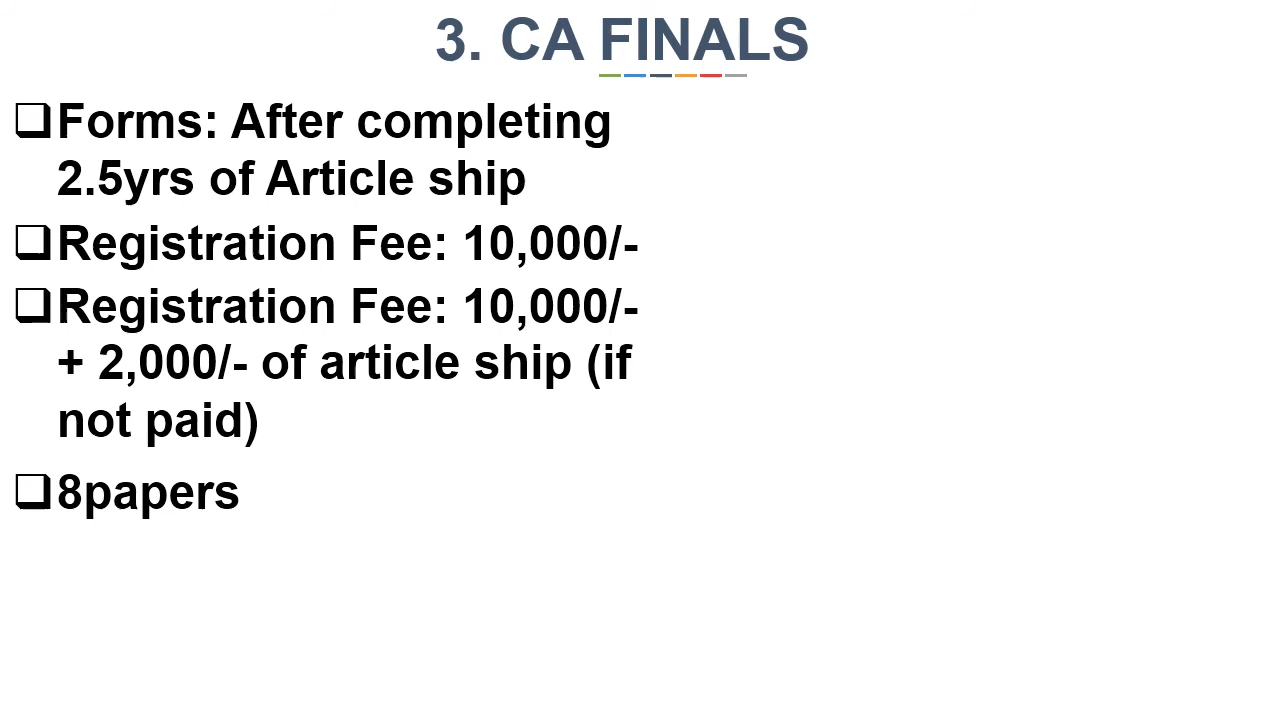 3. CA FINALS
❑Forms: After completing
2.5yrs of Article ship
❑Registration Fee: 10,000/-
❑Registration Fee: 10,000/-
+ 2,000/- of article ship (if
not paid)
❑8papers